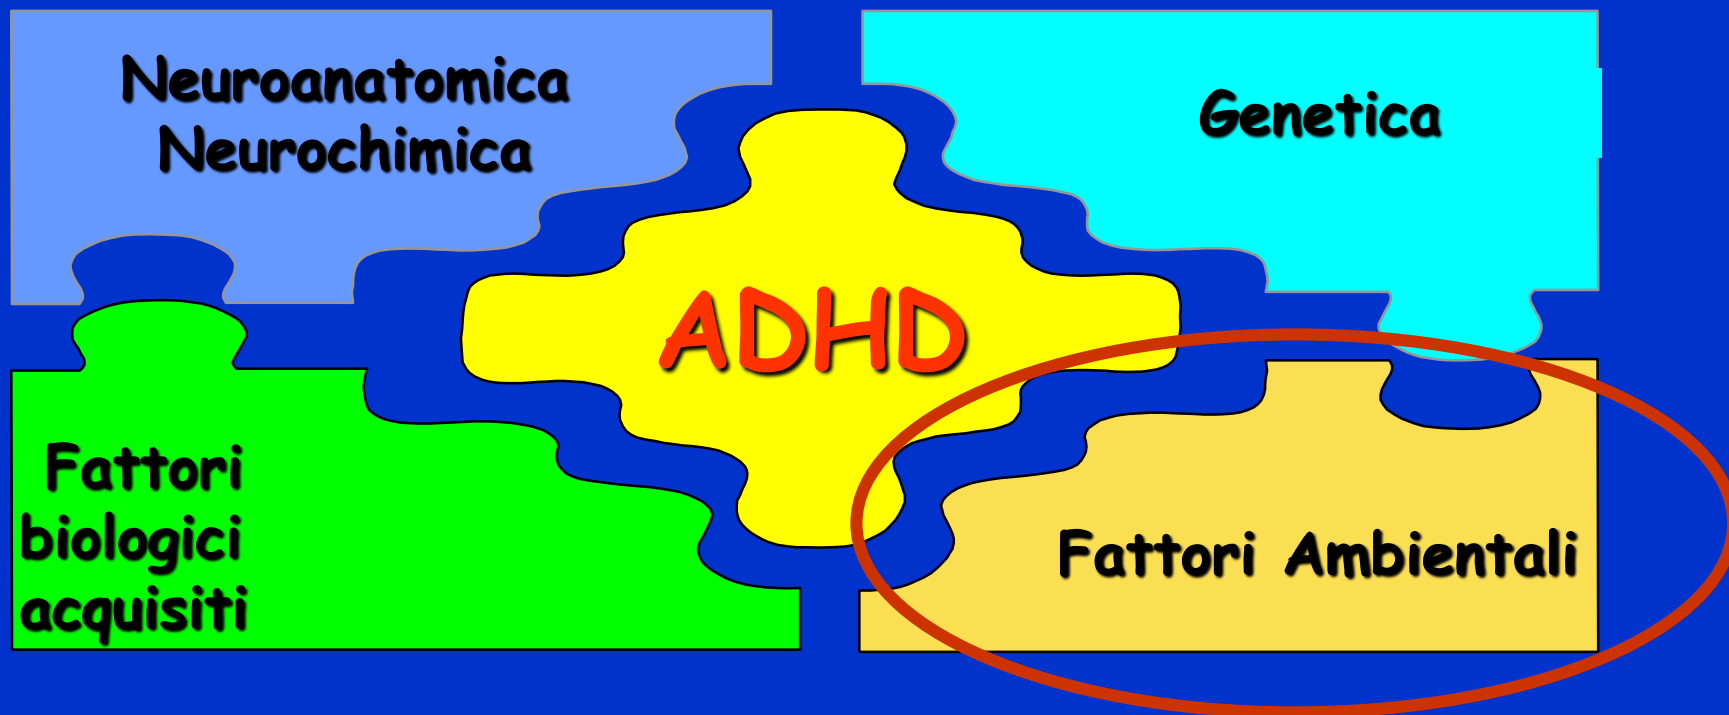 Neuroanatomica
Neurochimica
Genetica
ADHD
Fattori
biologici
acquisiti
Fattori Ambientali